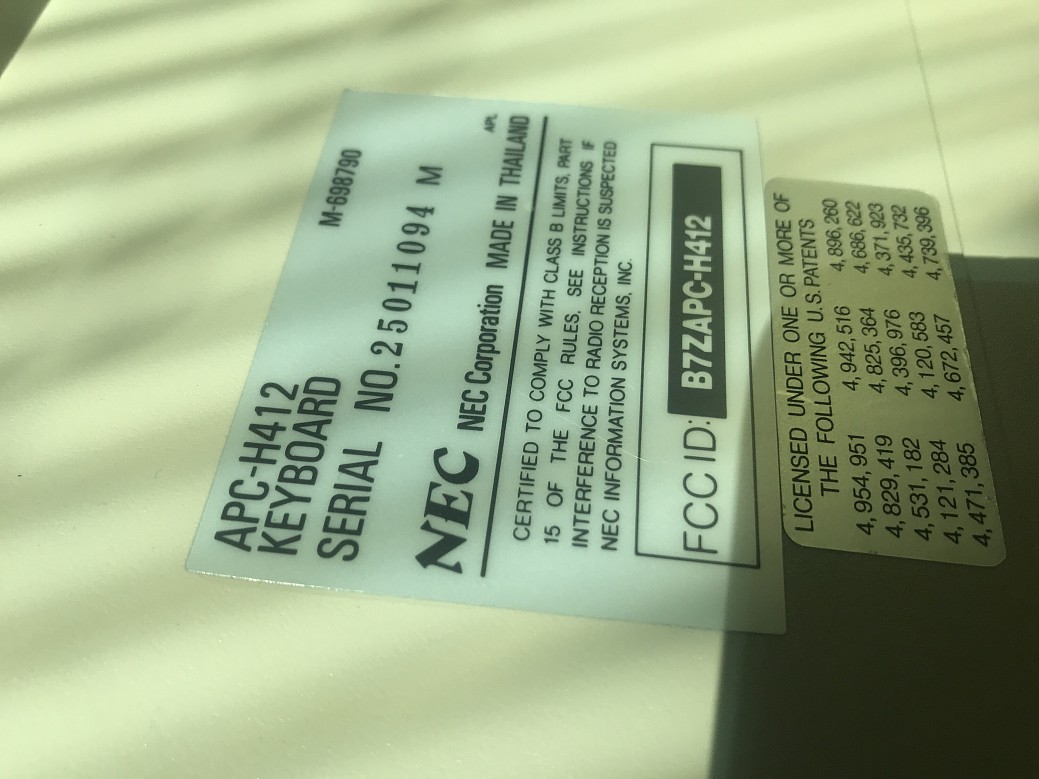 APC-H412
KEYBOARD M-698790
SERIAL NO.25011094 M
APL
NEC NEC Corporation MADE IN THAILAND
CERTIFIED TO COMPLY WITH CLASS B LIMITS, PART
15 OF THE FCC RULES, SEE INSTRUCTIONS IF
INTERFERENCE TO RADIO RECEPTION IS SUSPECTED
NEC INFORMATION SYSTEMS, INC.
FCC ID: B7ZAPC-H412
LICENSED UNDER ONE OR MORE OF
THE FOLLOWING U.S. PATENTS
4,954,951 4,942,516 4,896,260
4,829,419 4,825,364 4,686,622
4,531,182 4,396,976 4,371,923
4,121,284 4,120,583 4,435,732
4,471,385 4,672,457 4,739,396